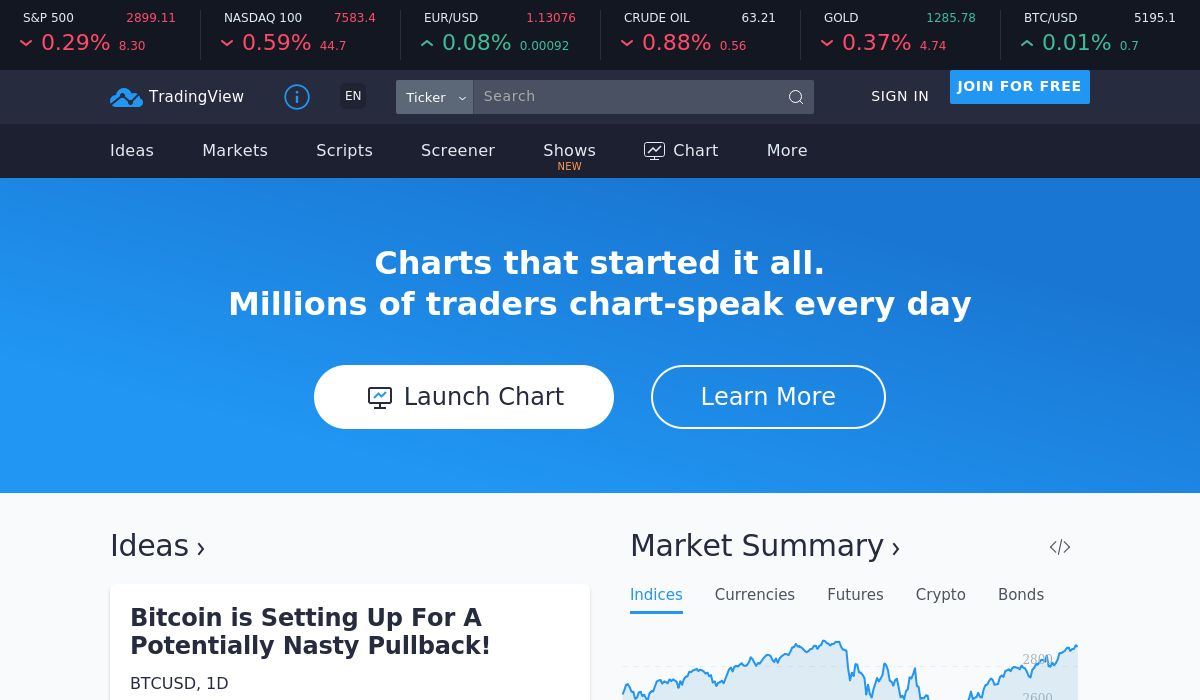 S&P 500 2899.11
0.29% 8.30
NASDAQ 100 7583.4
0.59% 44.7
EUR/USD 1.13076
0.08% 0.00092
CRUDE OIL 63.21
0.88% 0.56
GOLD 1285.78
0.37% 4.74
BTC/USD 5195.1
0.01% 0.7
TradingView
EN
Ticker
Search
SIGN IN
JOIN FOR FREE
Ideas
Markets
Scripts
Screener
Shows
NEW
Chart
More
Charts that started it all.
Millions of traders chart-speak every day
Launch Chart
Learn More
Ideas ›
Bitcoin is Setting Up For A
Potentially Nasty Pullback!
BTCUSD, 1D
Market Summary ›
</>
Indices
Currencies
Futures
Crypto
Bonds
2800
2600